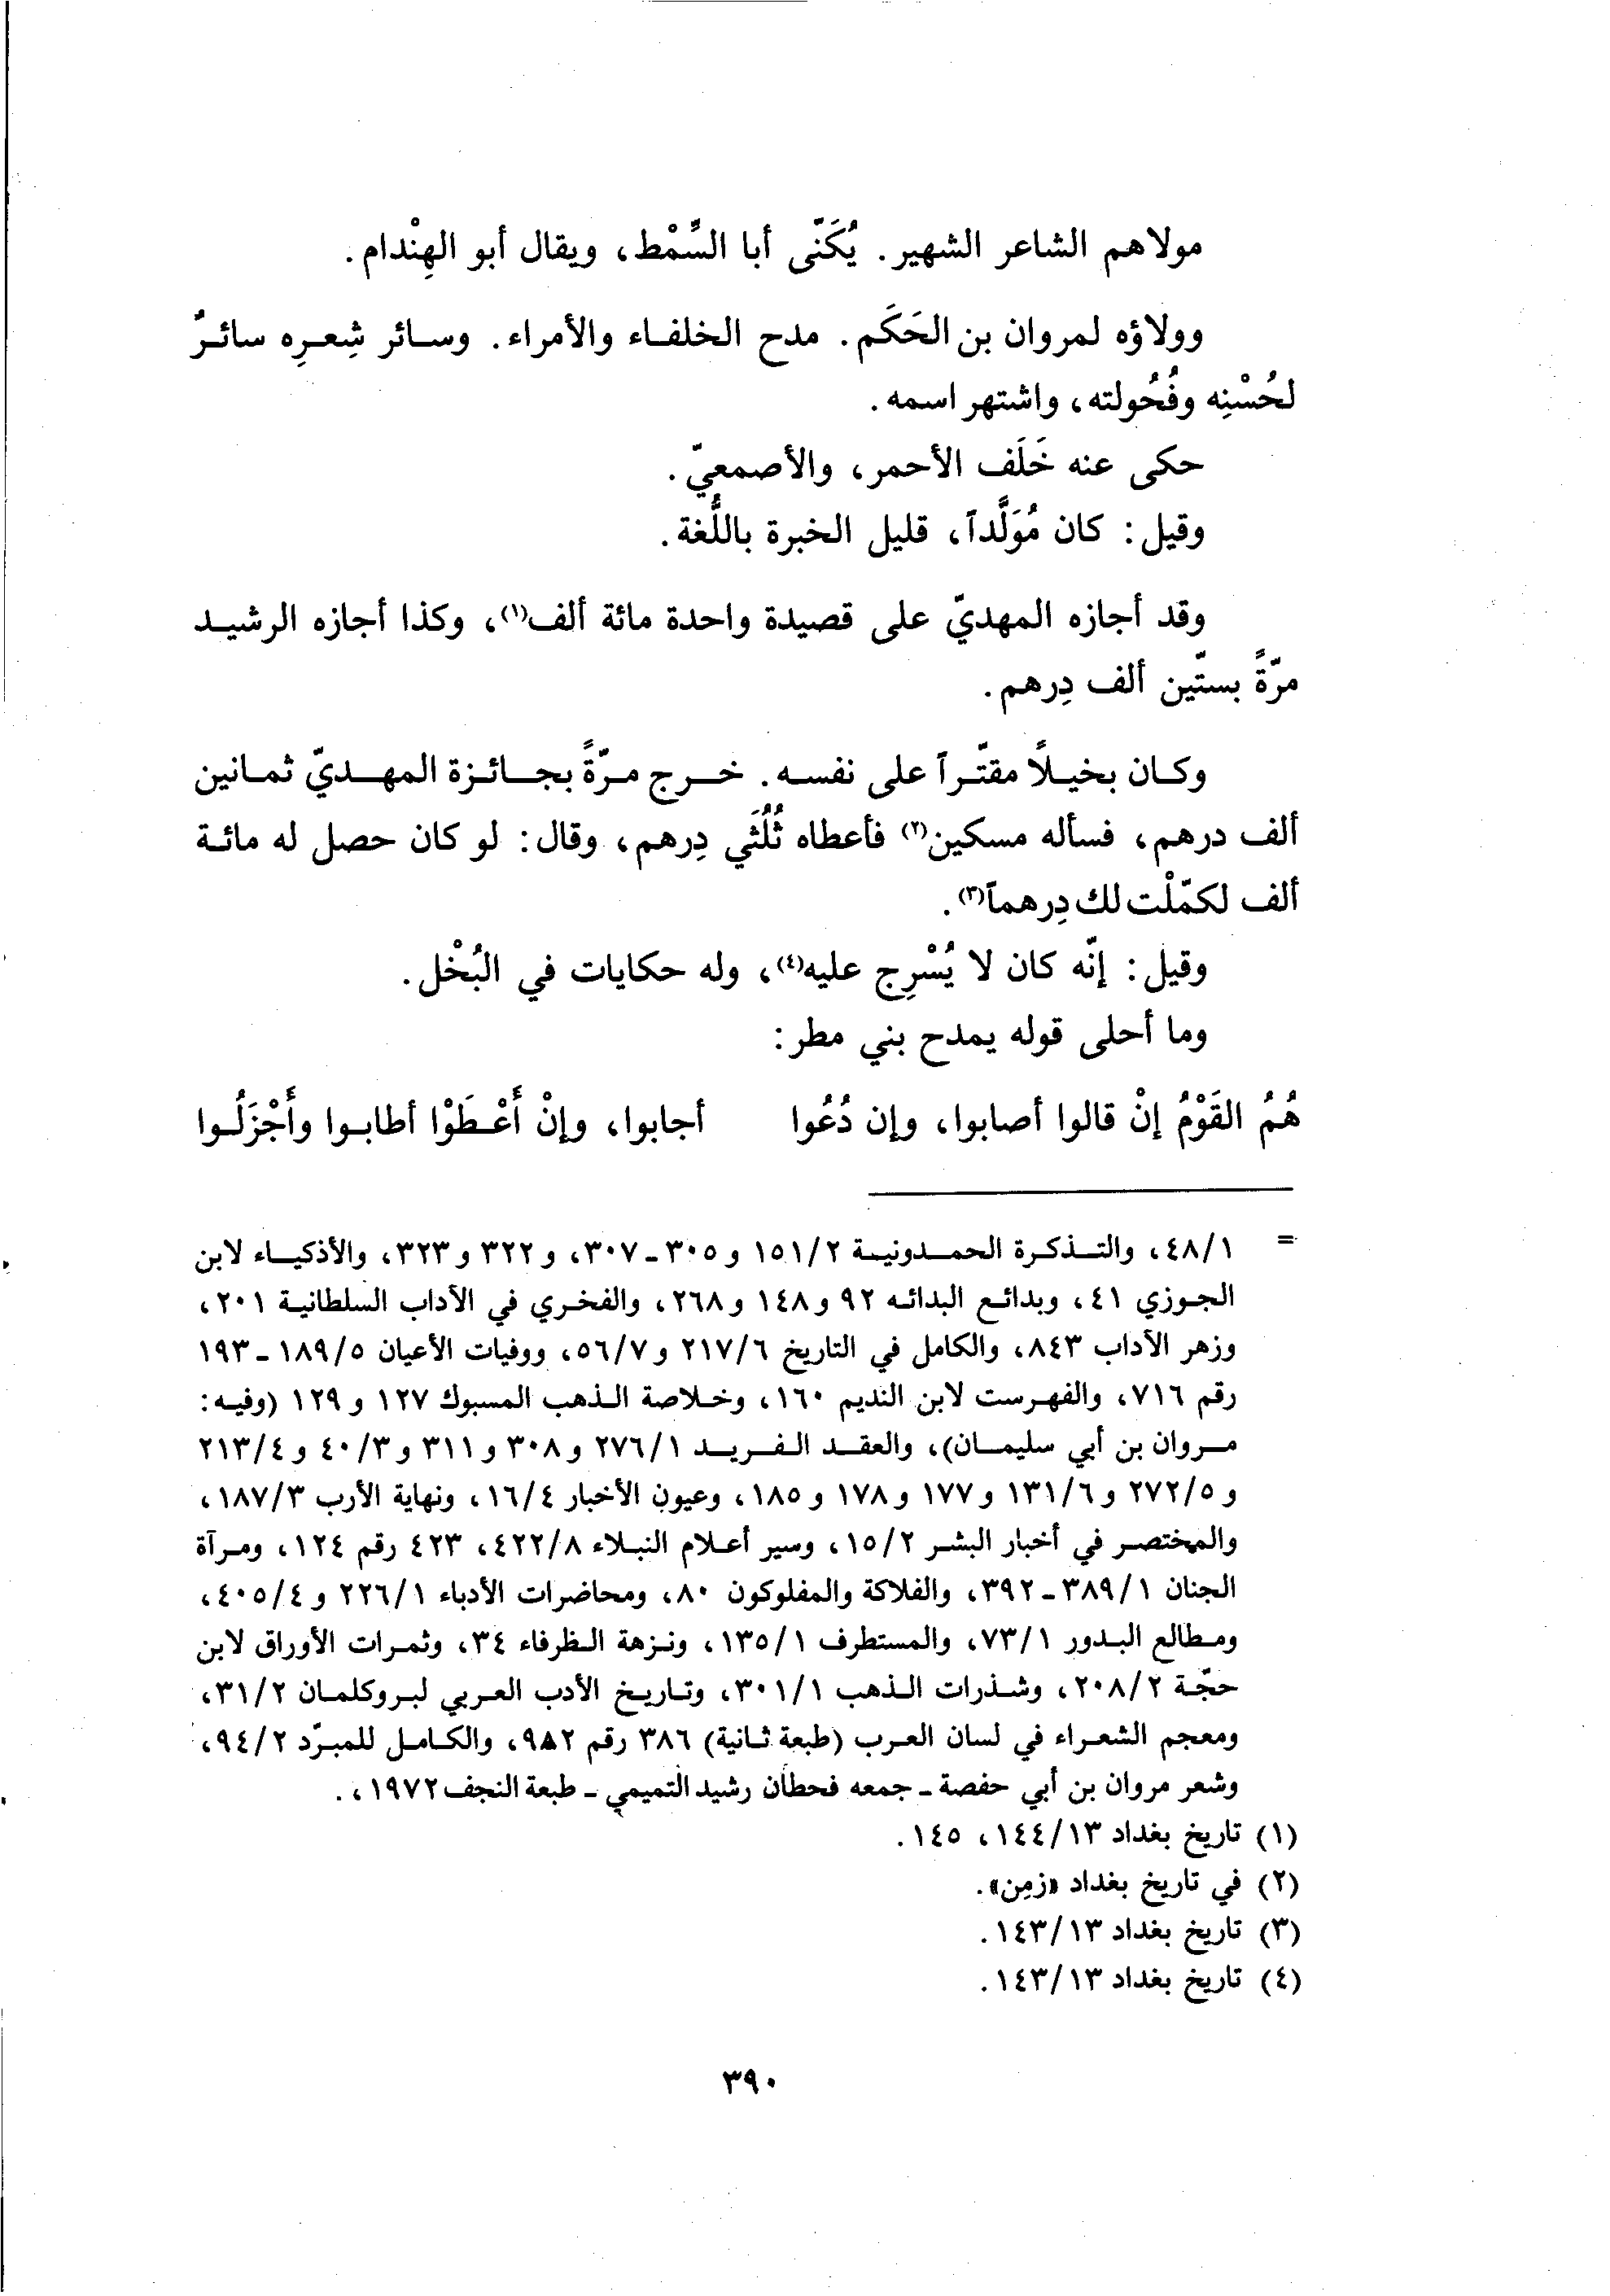 مولاهم الشاعر الشهير. يُكَنّى أبا السِّمْط، ويقال أبو الهِنْدام.
وولاؤه لمروان بن الحَكَم. مدح الخلفاء والأمراء. وسائر شِعرِه سائرٌ
لحُسْنِه وفُحُولته، واشتهر اسمه.
حكى عنه خَلَف الأحمر، والأصمعيّ.
وقيل: كان مُوَلَّداً، قليل الخبرة باللُّغة.
وقد أجازه المهديّ على قصيدة واحدة مائة ألف(١)، وكذا أجازه الرشيد
مرّةً بستّين ألف دِرهم.
وكان بخيلاً مقتّراً على نفسه. خرج مرّةً بجائزة المهديّ ثمانين
ألف درهم، فسأله مسكين(٢) فأعطاه ثُلُثَي دِرهم، وقال: لو كان حصل له مائة
ألف لكمّلْت لك دِرهماً(٣).
وقيل: إنّه كان لا يُسْرِج عليه(٤)، وله حكايات في البُخْل.
وما أحلى قوله يمدح بني مطر:
هُمُ القَوْمُ إنْ قالوا أصابوا، وإن دُعُوا أجابوا، وإنْ أَعْطَوْا أطابوا وأَجْزَلُوا
= ٤٨/١، والتذكرة الحمدونية ١٥١/٢ و٣٠٥-٣٠٧، و٣٢٢ و٣٢٣، والأذكياء لابن
الجوزي ٤١، وبدائع البدائه ٩٢ و١٤٨ و٢٦٨، والفخري في الآداب السلطانية ٢٠١،
وزهر الآداب ٨٤٣، والكامل في التاريخ ٢١٧/٦ و٥٦/٧، ووفيات الأعيان ١٨٩/٥-١٩٣
رقم ٧١٦، والفهرست لابن النديم ١٦٠، وخلاصة الذهب المسبوك ١٢٧ و١٢٩ (وفيه:
مروان بن أبي سليمان)، والعقد الفريد ٢٧٦/١ و٣٠٨ و٣١١ و٤٠/٣ و٢١٣/٤
و٢٧٢/٥ و١٣١/٦ و١٧٧ و١٧٨ و١٨٥، وعيون الأخبار ١٦/٤، ونهاية الأرب ١٨٧/٣،
والمختصر في أخبار البشر ١٥/٢، وسير أعلام النبلاء ٤٢٢/٨، ٤٢٣ رقم ١٢٤، ومرآة
الجنان ٣٨٩/١-٣٩٢، والفلاكة والمفلوكون ٨٠، ومحاضرات الأدباء ٢٢٦/١ و٤٠٥/٤،
ومطالع البدور ٧٣/١، والمستطرف ١٣٥/١، ونزهة الظرفاء ٣٤، وثمرات الأوراق لابن
حجّة ٢٠٨/٢، وشذرات الذهب ٣٠١/١، وتاريخ الأدب العربي لبروكلمان ٣١/٢،
ومعجم الشعراء في لسان العرب (طبعة ثانية) ٣٨٦ رقم ٩٨٢، والكامل للمبرّد ٩٤/٢،
وشعر مروان بن أبي حفصة - جمعه قحطان رشيد التميمي - طبعة النجف ١٩٧٢،.
(١) تاريخ بغداد ١٤٤/١٣، ١٤٥.
(٢) في تاريخ بغداد «زمِن».
(٣) تاريخ بغداد ١٤٣/١٣.
(٤) تاريخ بغداد ١٤٣/١٣.
٣٩٠